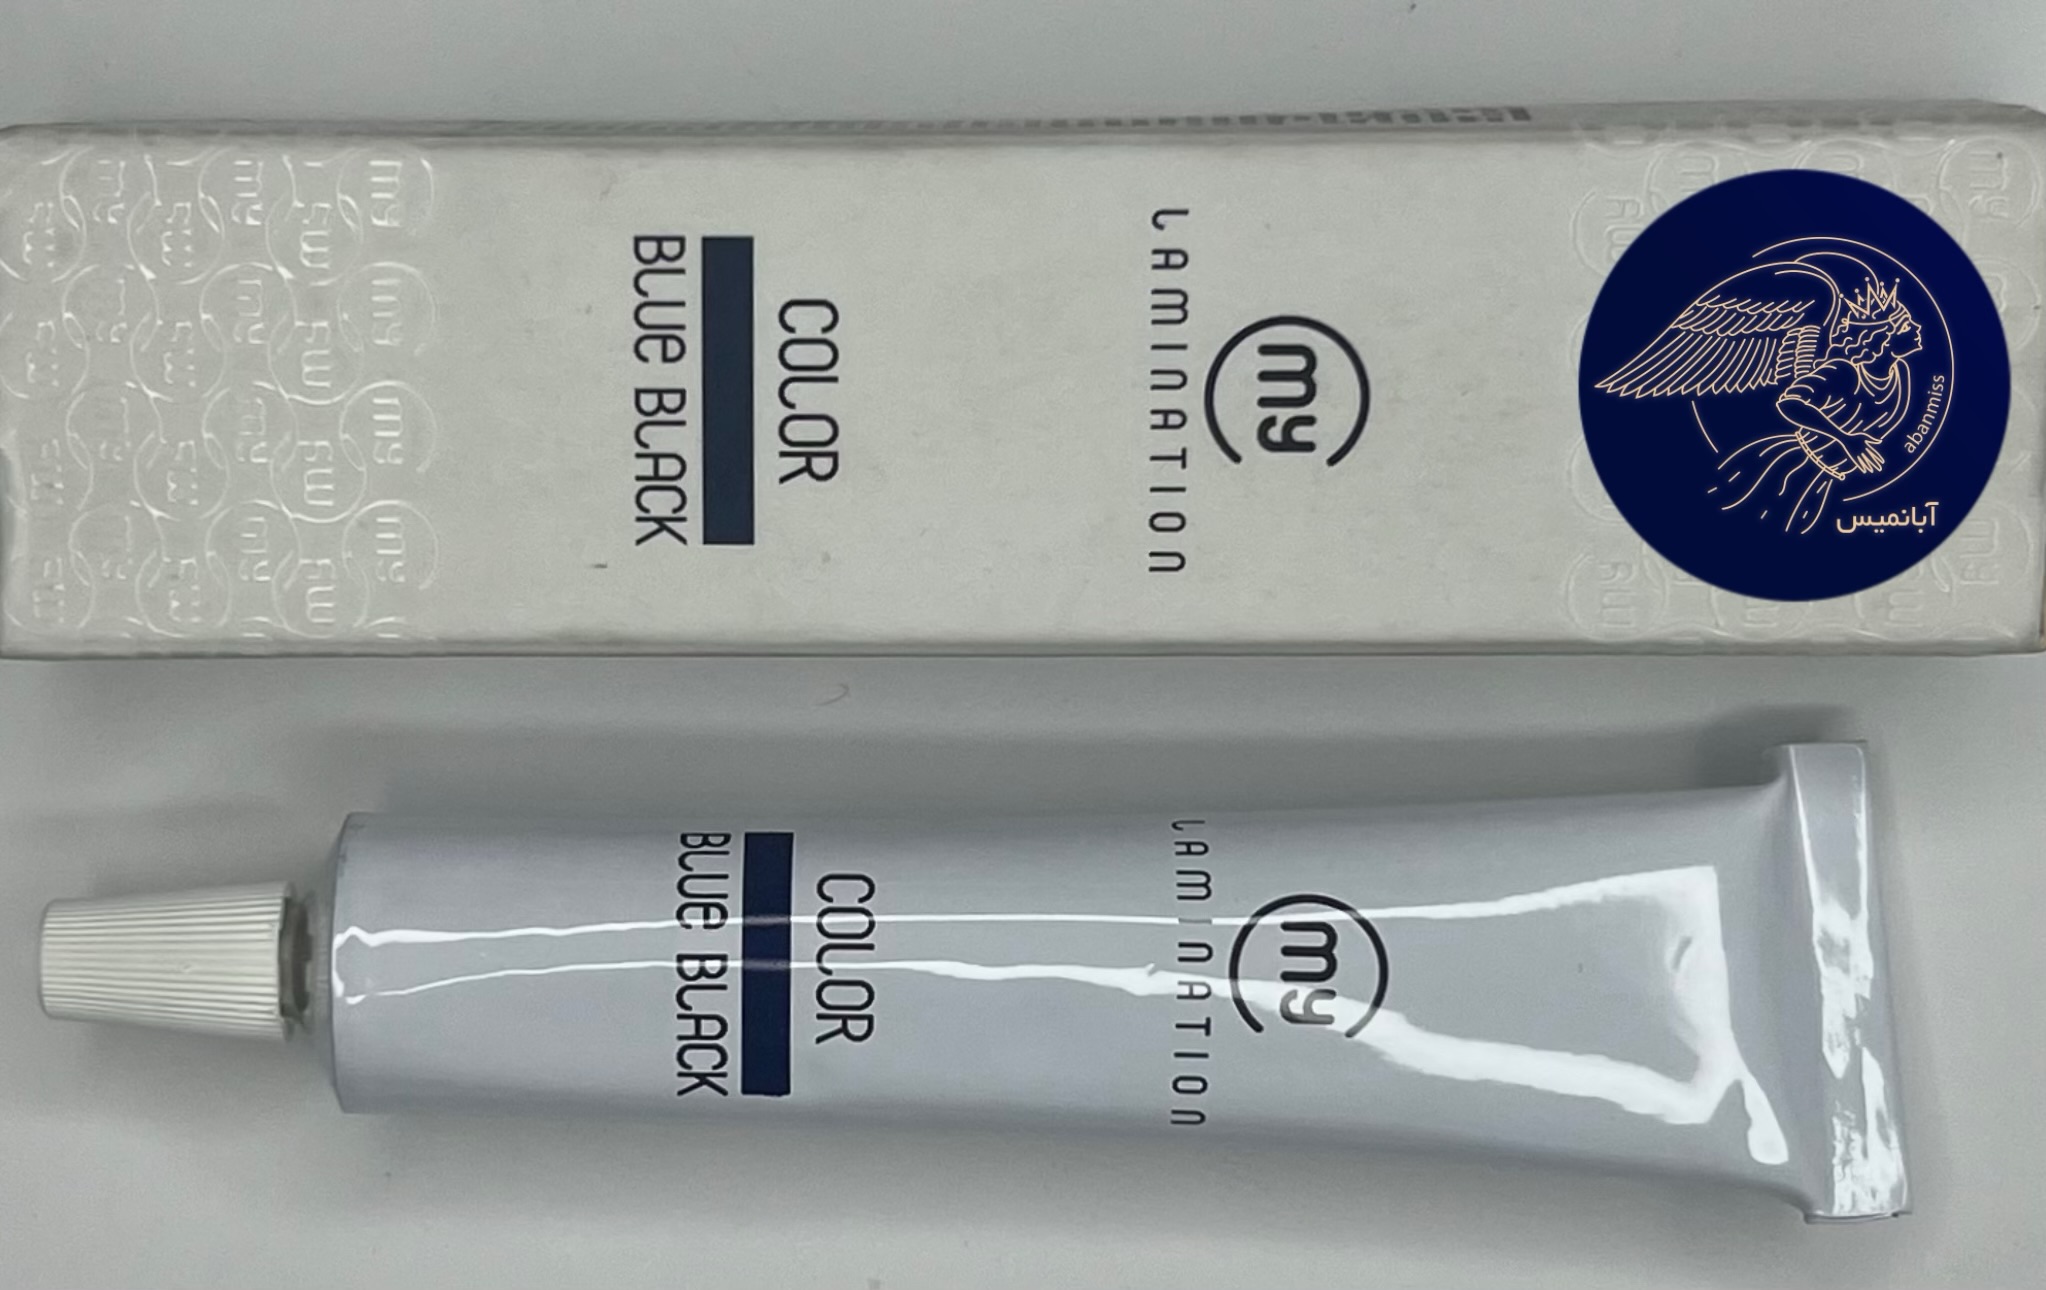 my
LAMINATION
COLOR
BLUE BLACK
abanmiss
آبانمیس
my
LAMINATION
COLOR
BLUE BLACK